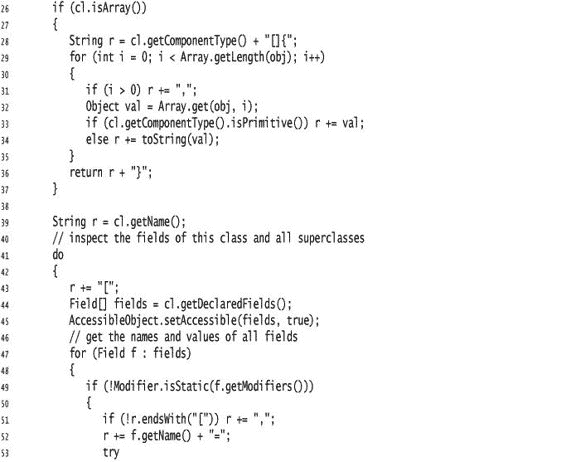 26 if (cl.isArray())
27 {
28 String r = cl.getComponentType() + "[]{";
29 for (int i = 0; i < Array.getLength(obj); i++)
30 {
31 if (i > 0) r += ",";
32 Object val = Array.get(obj, i);
33 if (cl.getComponentType().isPrimitive()) r += val;
34 else r += toString(val);
35 }
36 return r + "}";
37 }
38
39 String r = cl.getName();
40 // inspect the fields of this class and all superclasses
41 do
42 {
43 r += "[";
44 Field[] fields = cl.getDeclaredFields();
45 AccessibleObject.setAccessible(fields, true);
46 // get the names and values of all fields
47 for (Field f : fields)
48 {
49 if (!Modifier.isStatic(f.getModifiers()))
50 {
51 if (!r.endsWith("[")) r += ",";
52 r += f.getName() + "=";
53 try